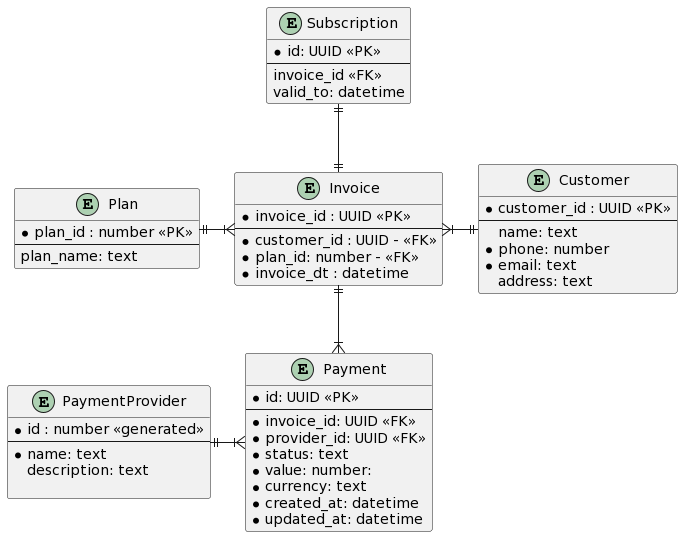 E Subscription
* id: UUID «PK»
invoice_id «FK»
valid_to: datetime
E Plan
* plan_id : number «PK»
plan_name: text
E Invoice
* invoice_id : UUID «PK»
* customer_id : UUID - «FK»
* plan_id: number - «FK»
* invoice_dt : datetime
E Customer
* customer_id : UUID «PK»
name: text
* phone: number
* email: text
address: text
E PaymentProvider
* id : number «generated»
* name: text
description: text
E Payment
* id: UUID «PK»
* invoice_id: UUID «FK»
* provider_id: UUID «FK»
* status: text
* value: number:
* currency: text
* created_at: datetime
* updated_at: datetime